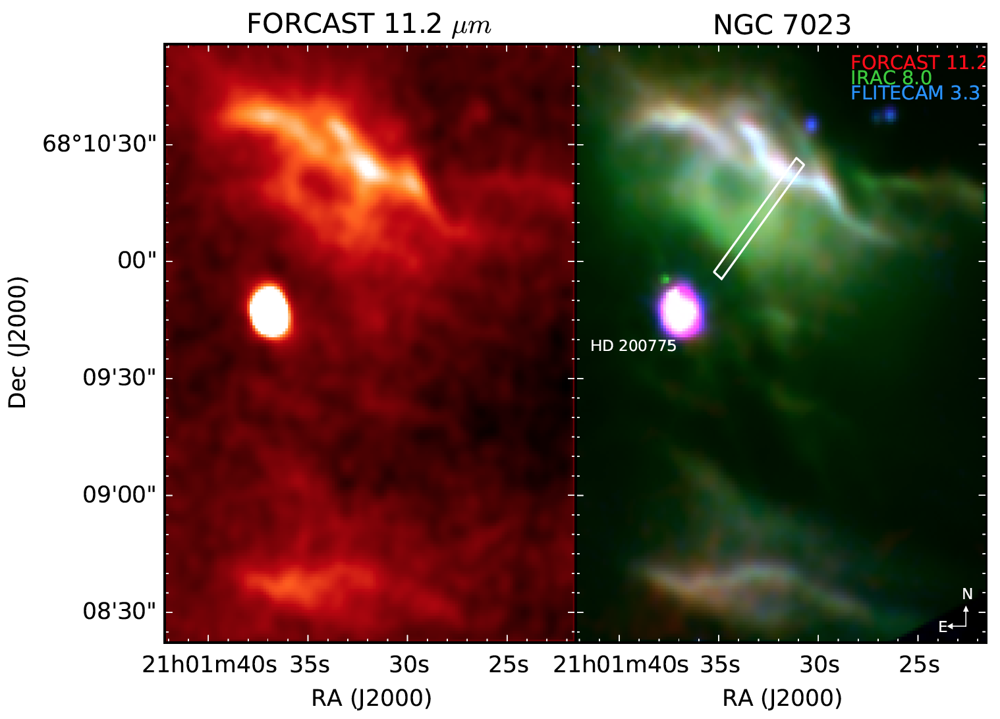 FORCAST 11.2 μm
NGC 7023
FORCAST 11.2
IRAC 8.0
FLITECAM 3.3
68°10'30"
00"
09'30"
09'00"
08'30"
Dec (J2000)
HD 200775
N
E
21h01m40s 35s 30s 25s
21h01m40s 35s 30s 25s
RA (J2000)
RA (J2000)